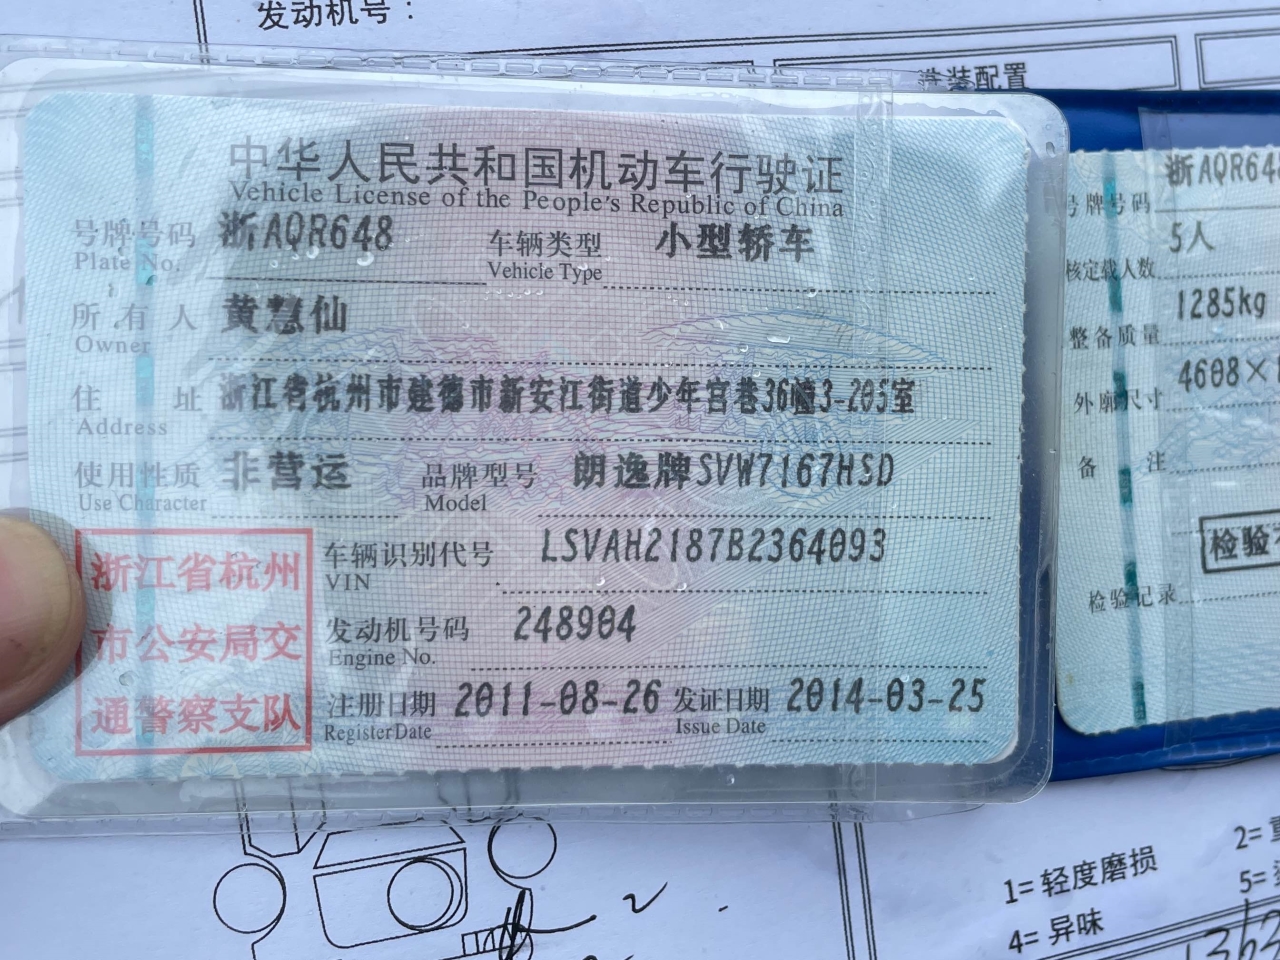 发动机号：
选装配置
中华人民共和国机动车行驶证
Vehicle License of the People's Republic of China
号牌号码 浙AQR648 车辆类型 小型轿车
Plate No. Vehicle Type
所有人 黄慧仙
Owner
住址 浙江省杭州市建德市新安江街道少年宫巷36幢3-205室
Address
使用性质 非营运 品牌型号 朗逸牌SVW7167HSD
Use Character Model
浙江省杭州
市公安局交
通警察支队
车辆识别代号 LSVAH2187B2364093
VIN
发动机号码 248904
Engine No.
注册日期 2011-08-26 发证日期 2014-03-25
Register Date Issue Date
号牌号码 浙AQR648
核定载人数 5人
整备质量 1285kg
外廓尺寸 4608×
备注
检验
检验记录
1=轻度磨损
2=
4=异味
5=